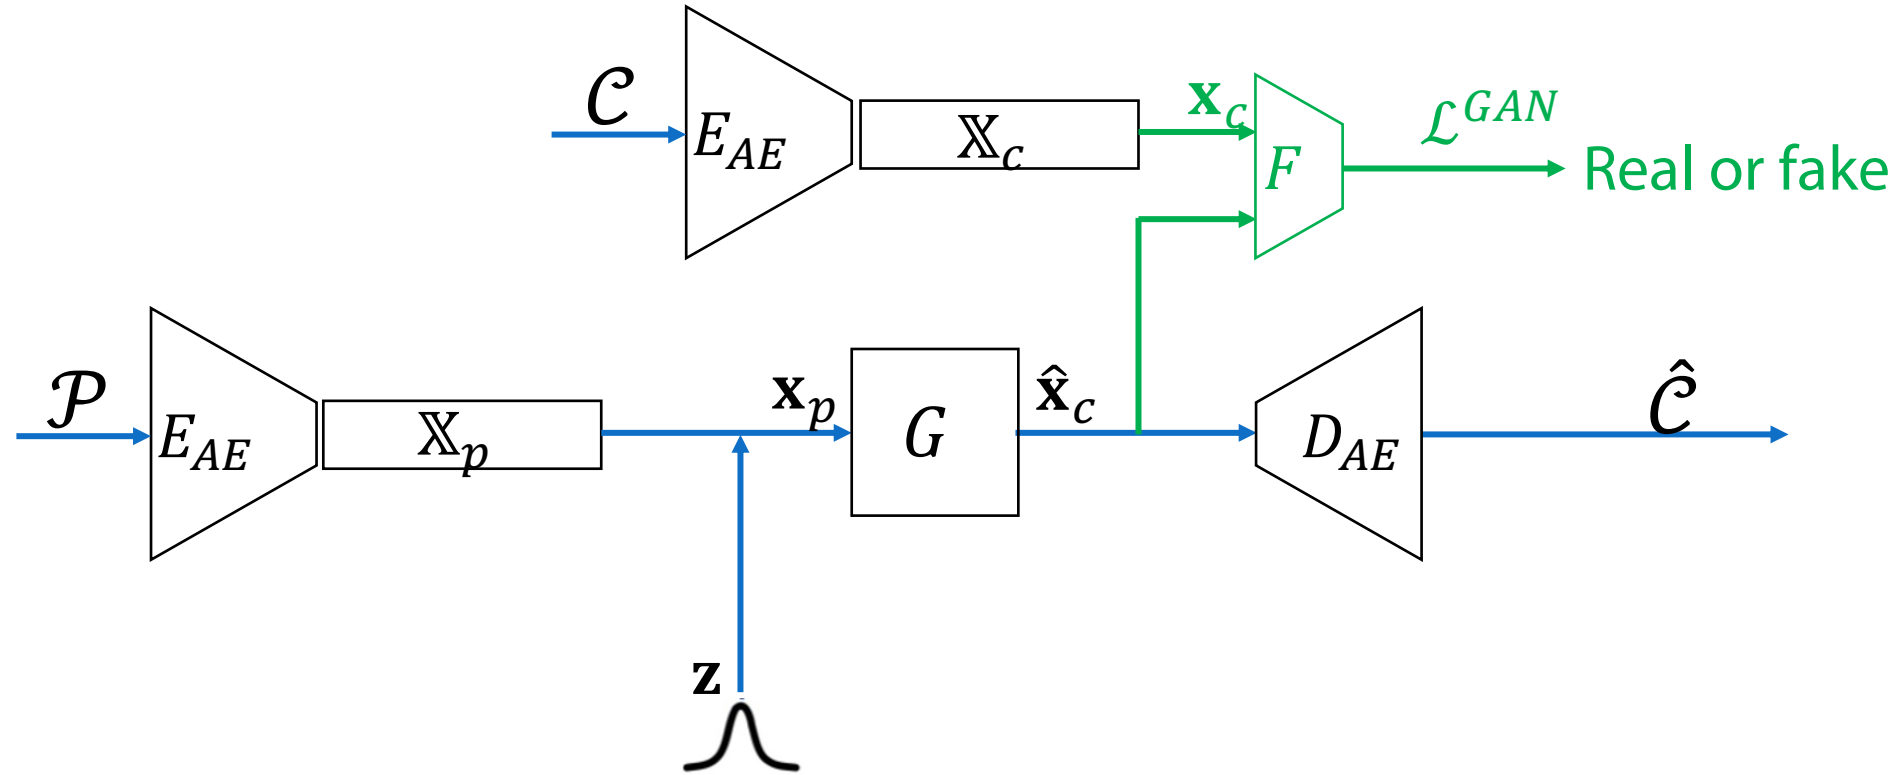 𝒞
E_AE
𝕏_c
𝐱_c
F
ℒ^GAN
Real or fake
𝒫
E_AE
𝕏_p
𝐱_p
G
𝐱̂_c
D_AE
𝒞̂
𝐳